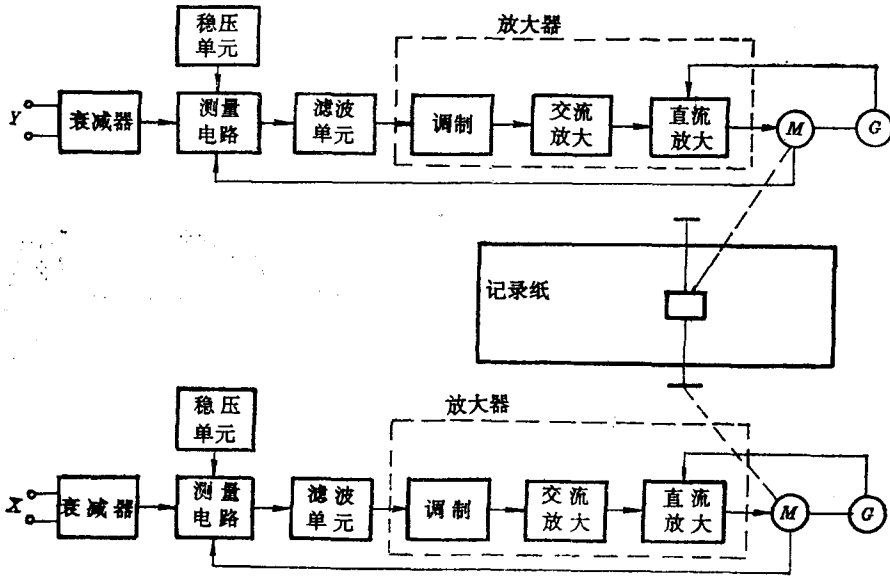 放大器
稳压
单元
Y
衰减器
测量
电路
滤波
单元
调制
交流
放大
直流
放大
M
G
记录纸
稳压
单元
放大器
X
衰减器
测量
电路
滤波
单元
调制
交流
放大
直流
放大
M
G